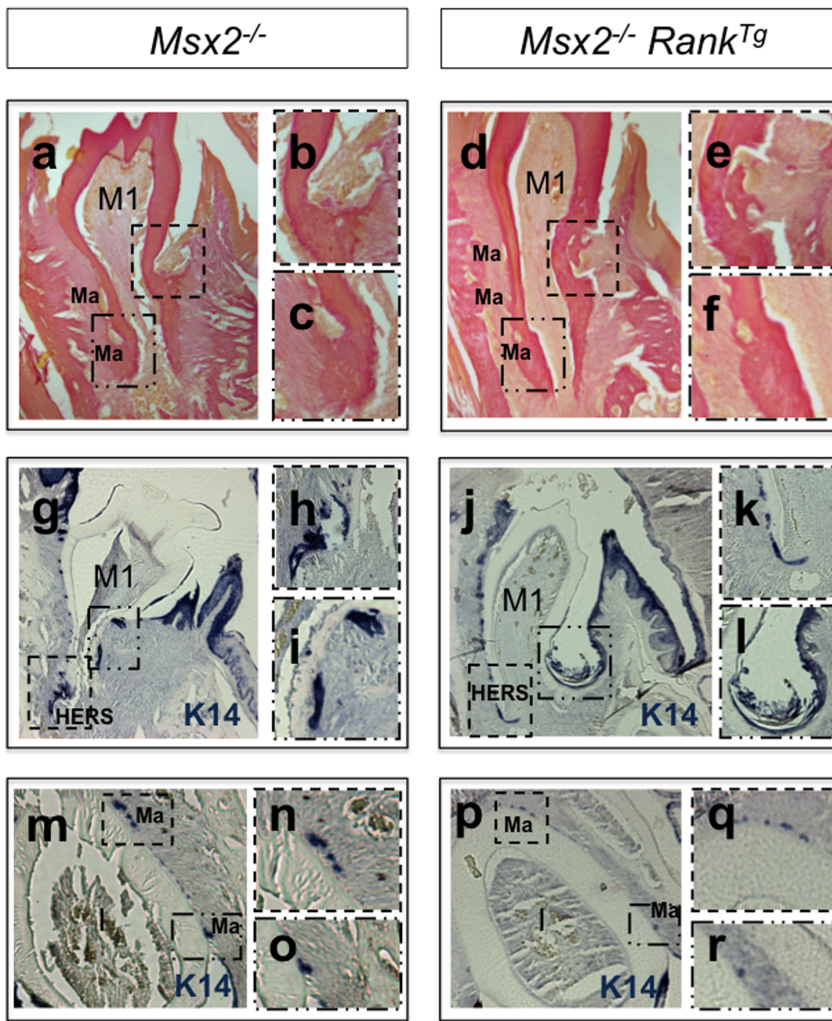 Msx2-/-
Msx2-/- RankTg
a
M1
Ma
Ma
b
c
d
M1
Ma
Ma
Ma
e
f
g
M1
HERS
K14
h
i
j
M1
HERS
K14
k
l
m
Ma
I
Ma
K14
n
o
p
Ma
I
Ma
K14
q
r